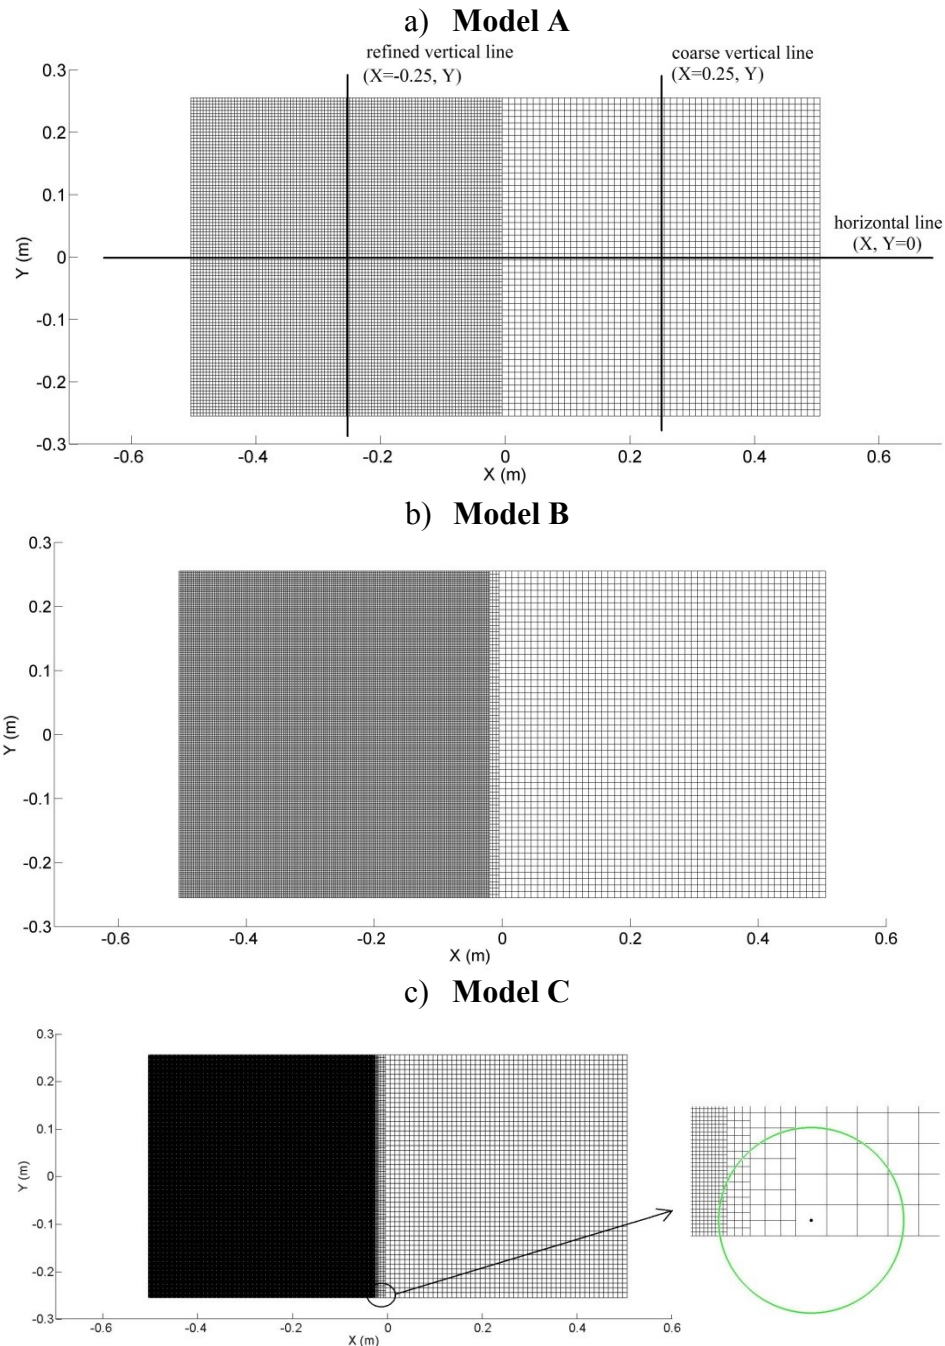 a) Model A
refined vertical line
(X=-0.25, Y)
coarse vertical line
(X=0.25, Y)
horizontal line
(X, Y=0)
0.3
0.2
0.1
0
-0.1
-0.2
-0.3
Y (m)
-0.6
-0.4
-0.2
0
0.2
0.4
0.6
X (m)
b) Model B
0.3
0.2
0.1
0
-0.1
-0.2
-0.3
Y (m)
-0.6
-0.4
-0.2
0
0.2
0.4
0.6
X (m)
c) Model C
0.3
0.2
0.1
0
-0.1
-0.2
-0.3
Y (m)
-0.6
-0.4
-0.2
0
0.2
0.4
0.6
X (m)